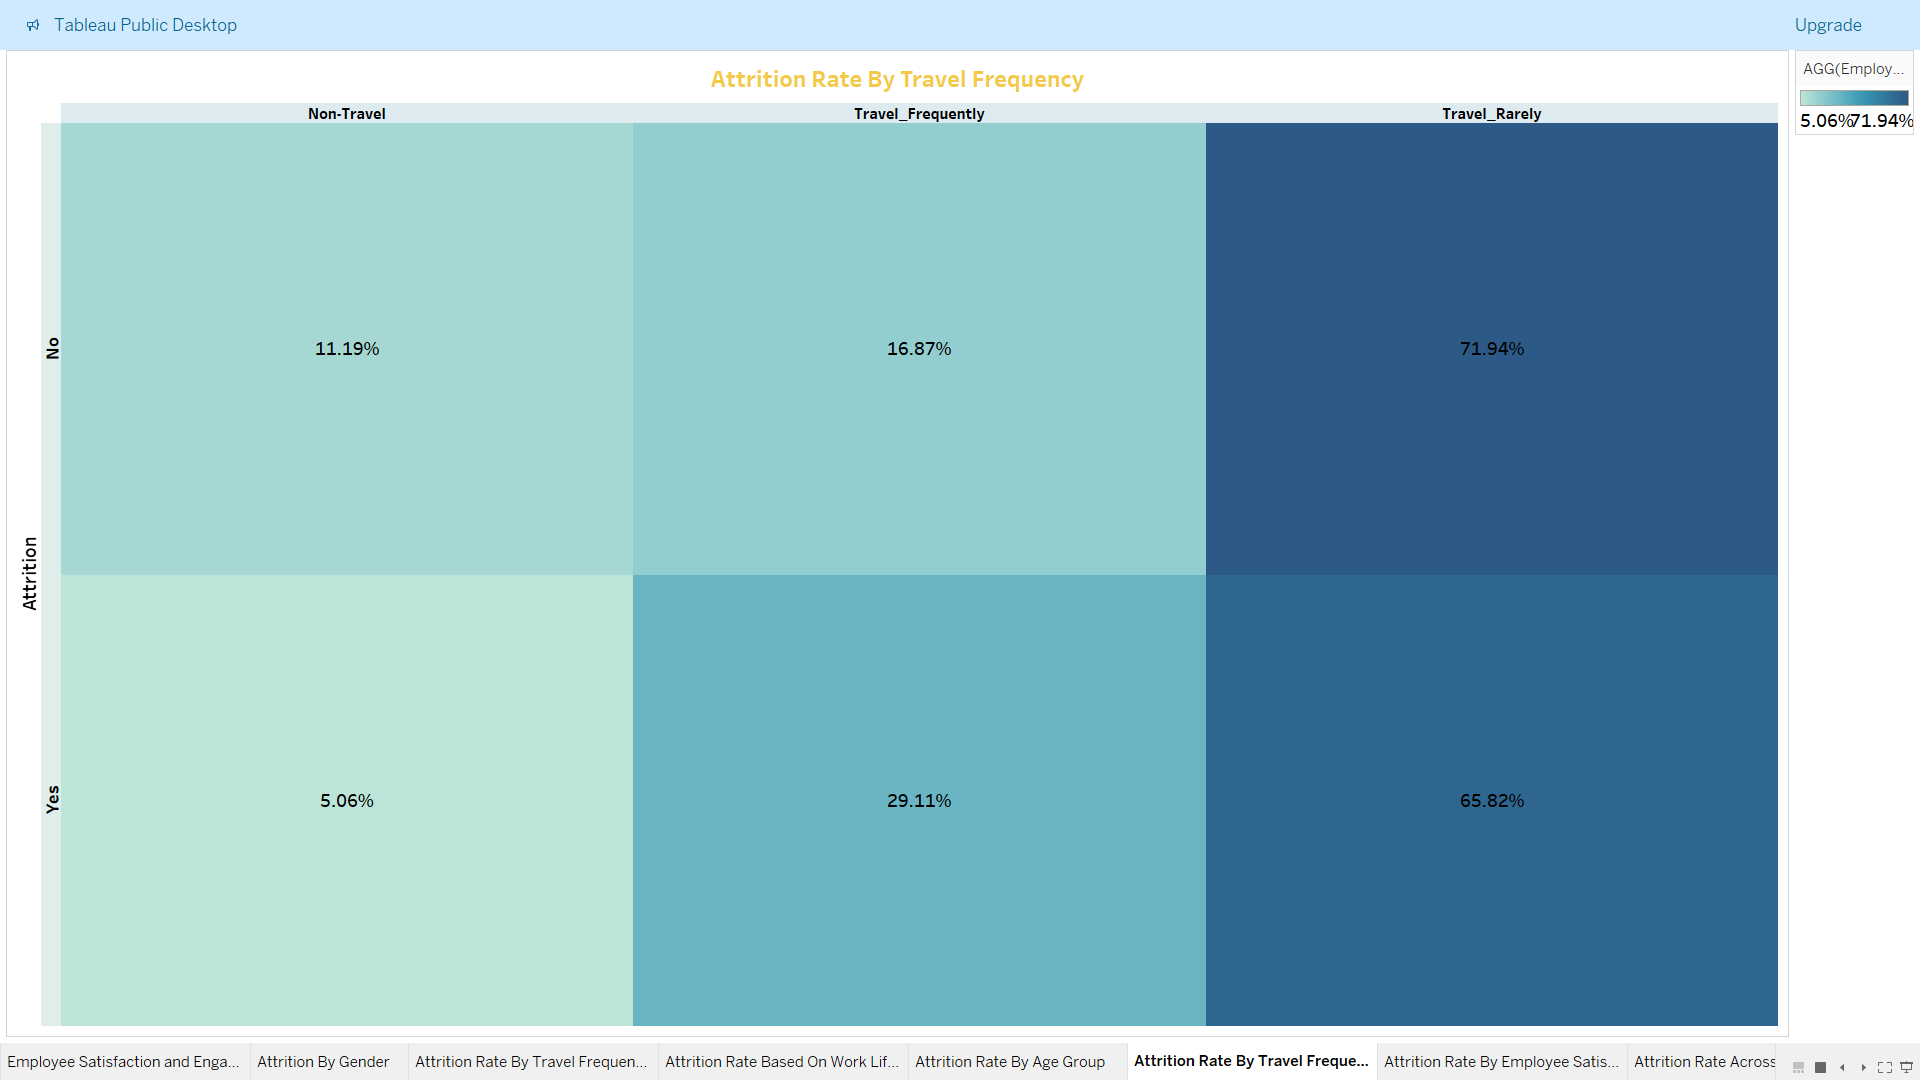 Tableau Public Desktop
Upgrade
Attrition Rate By Travel Frequency
AGG(Employ...
5.06%
71.94%
Non-Travel
Travel_Frequently
Travel_Rarely
Attrition
No
11.19%
16.87%
71.94%
Yes
5.06%
29.11%
65.82%
Employee Satisfaction and Enga...
Attrition By Gender
Attrition Rate By Travel Frequen...
Attrition Rate Based On Work Lif...
Attrition Rate By Age Group
Attrition Rate By Travel Freque...
Attrition Rate By Employee Satis...
Attrition Rate Across